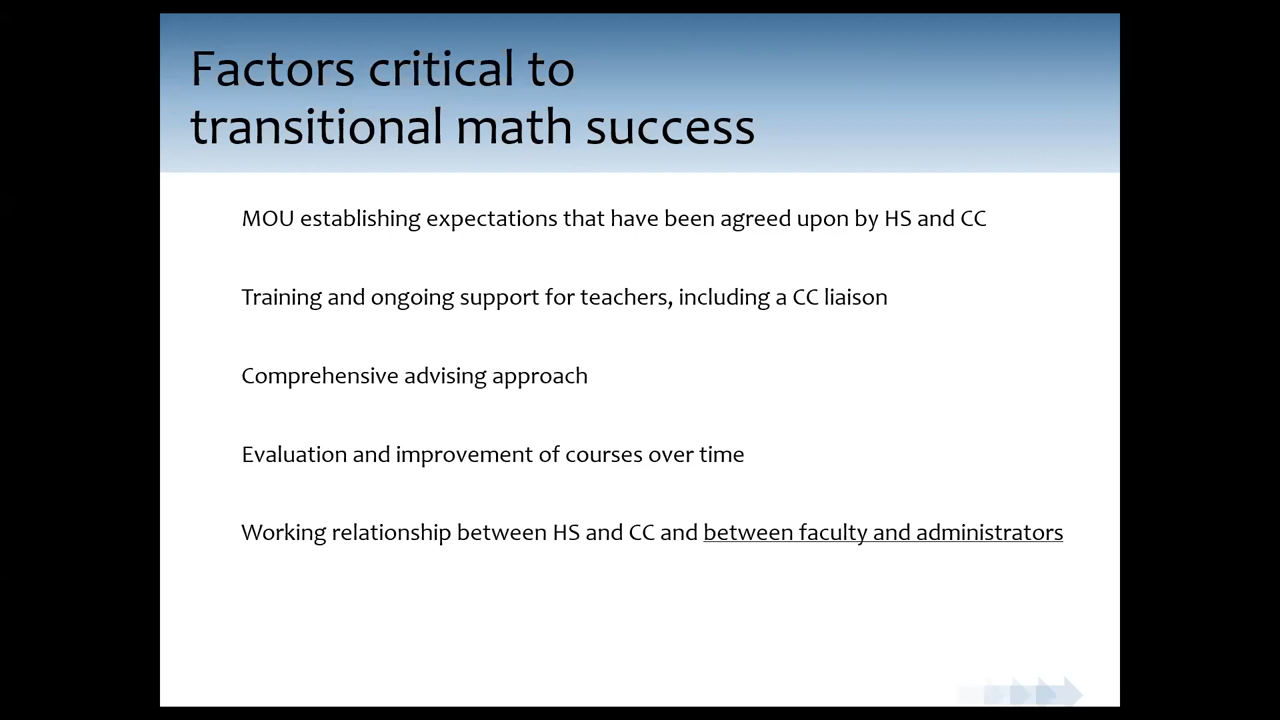 Factors critical to
transitional math success
MOU establishing expectations that have been agreed upon by HS and CC
Training and ongoing support for teachers, including a CC liaison
Comprehensive advising approach
Evaluation and improvement of courses over time
Working relationship between HS and CC and between faculty and administrators